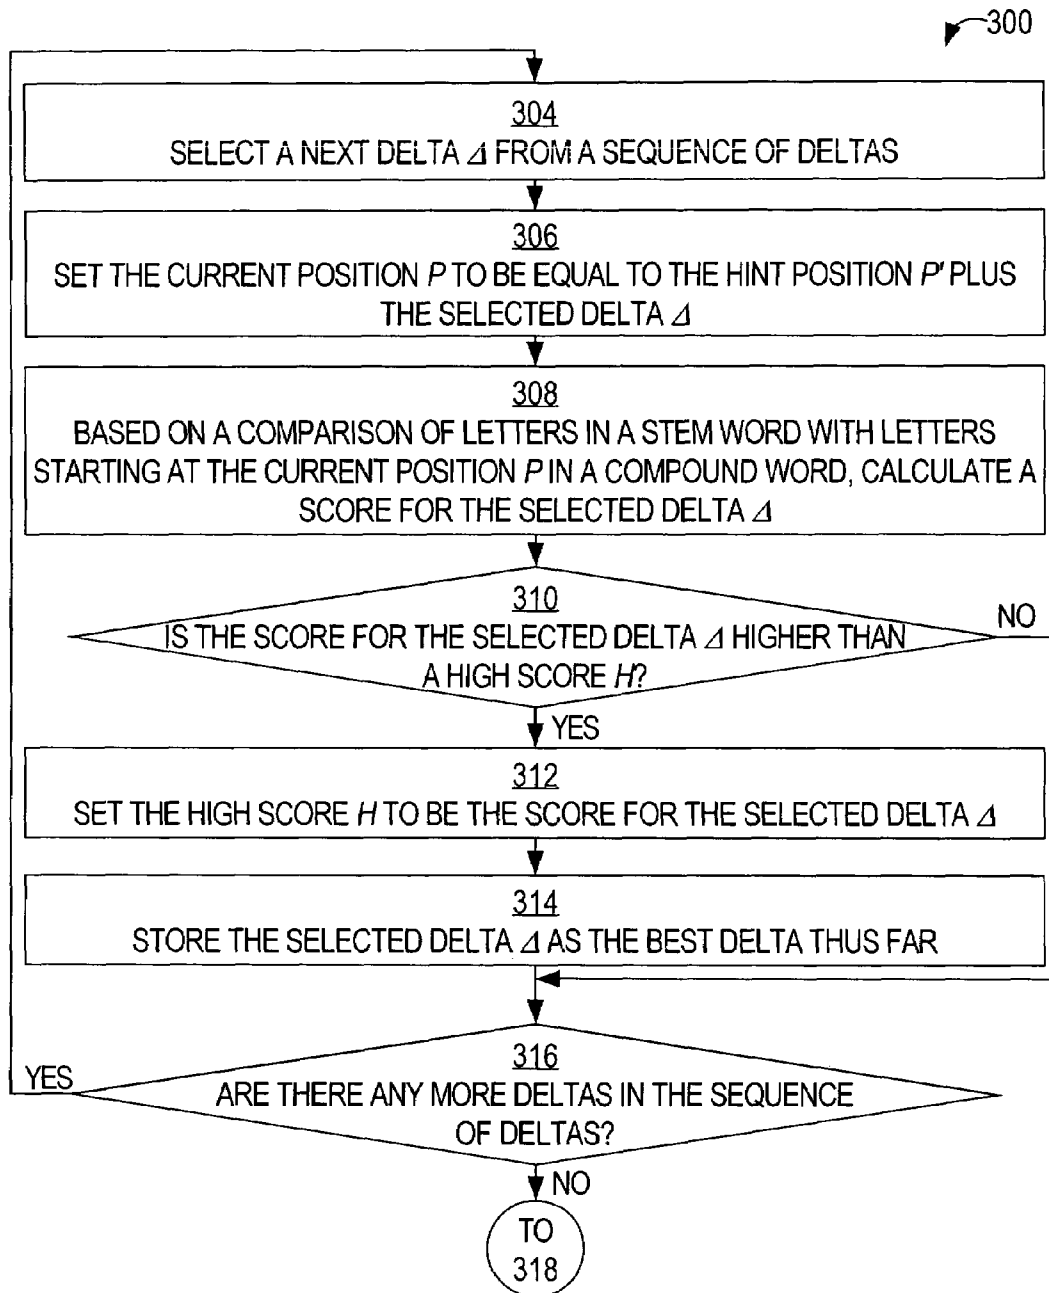 300
304
SELECT A NEXT DELTA Δ FROM A SEQUENCE OF DELTAS
306
SET THE CURRENT POSITION P TO BE EQUAL TO THE HINT POSITION P' PLUS
THE SELECTED DELTA Δ
308
BASED ON A COMPARISON OF LETTERS IN A STEM WORD WITH LETTERS
STARTING AT THE CURRENT POSITION P IN A COMPOUND WORD, CALCULATE A
SCORE FOR THE SELECTED DELTA Δ
310
IS THE SCORE FOR THE SELECTED DELTA Δ HIGHER THAN
A HIGH SCORE H?
NO
YES
312
SET THE HIGH SCORE H TO BE THE SCORE FOR THE SELECTED DELTA Δ
314
STORE THE SELECTED DELTA Δ AS THE BEST DELTA THUS FAR
316
YES
ARE THERE ANY MORE DELTAS IN THE SEQUENCE
OF DELTAS?
NO
TO
318